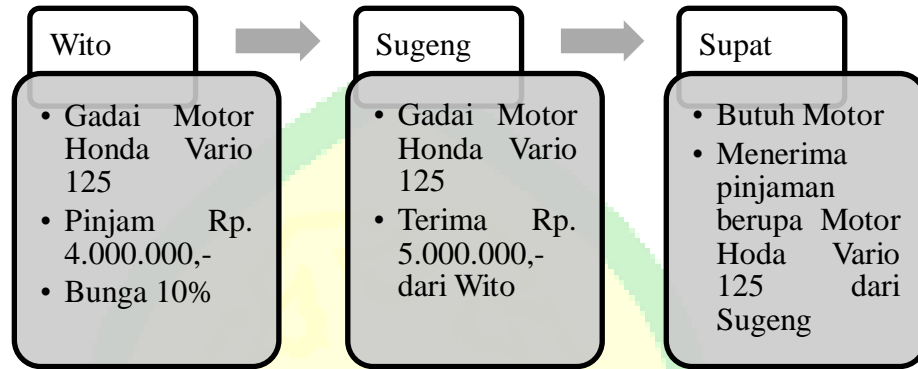 Wito
• Gadai Motor
Honda Vario
125
• Pinjam Rp.
4.000.000,-
• Bunga 10%
Sugeng
• Gadai Motor
Honda Vario
125
• Terima Rp.
5.000.000,-
dari Wito
Supat
• Butuh Motor
• Menerima
pinjaman
berupa Motor
Hoda Vario
125 dari
Sugeng